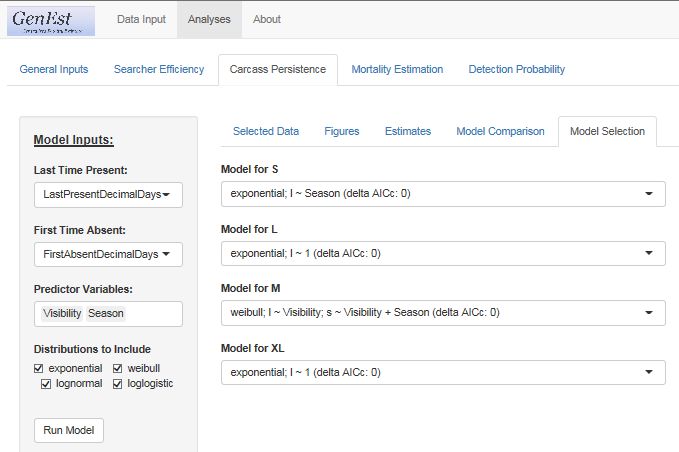 GenEst
Data Input
Analyses
About
General Inputs
Searcher Efficiency
Carcass Persistence
Mortality Estimation
Detection Probability
Model Inputs:
Last Time Present:
LastPresentDecimalDays
First Time Absent:
FirstAbsentDecimalDays
Predictor Variables:
Visibility Season
Distributions to Include
exponential weibull
lognormal loglogistic
Run Model
Selected Data
Figures
Estimates
Model Comparison
Model Selection
Model for S
exponential; l ~ Season (delta AICc: 0)
Model for L
exponential; l ~ 1 (delta AICc: 0)
Model for M
weibull; l ~ Visibility; s ~ Visibility + Season (delta AICc: 0)
Model for XL
exponential; l ~ 1 (delta AICc: 0)